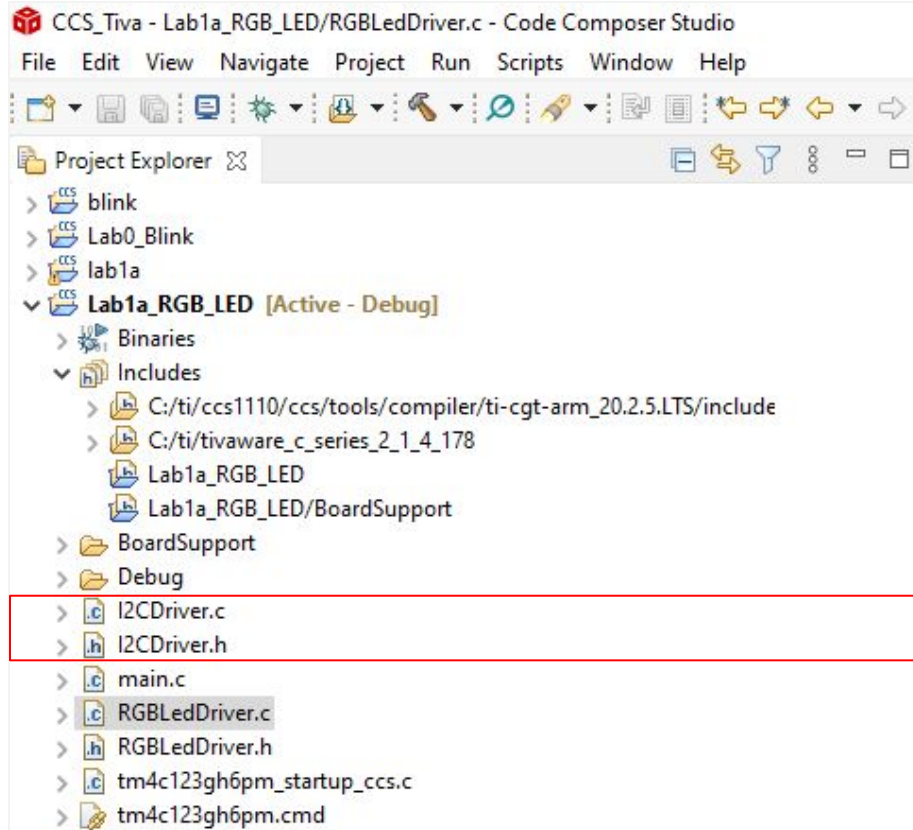 CCS_Tiva - Lab1a_RGB_LED/RGBLedDriver.c - Code Composer Studio
File Edit View Navigate Project Run Scripts Window Help
Project Explorer
blink
Lab0_Blink
lab1a
Lab1a_RGB_LED [Active - Debug]
Binaries
Includes
C:/ti/ccs1110/ccs/tools/compiler/ti-cgt-arm_20.2.5.LTS/include
C:/ti/tivaware_c_series_2_1_4_178
Lab1a_RGB_LED
Lab1a_RGB_LED/BoardSupport
BoardSupport
Debug
I2CDriver.c
I2CDriver.h
main.c
RGBLedDriver.c
RGBLedDriver.h
tm4c123gh6pm_startup_ccs.c
tm4c123gh6pm.cmd